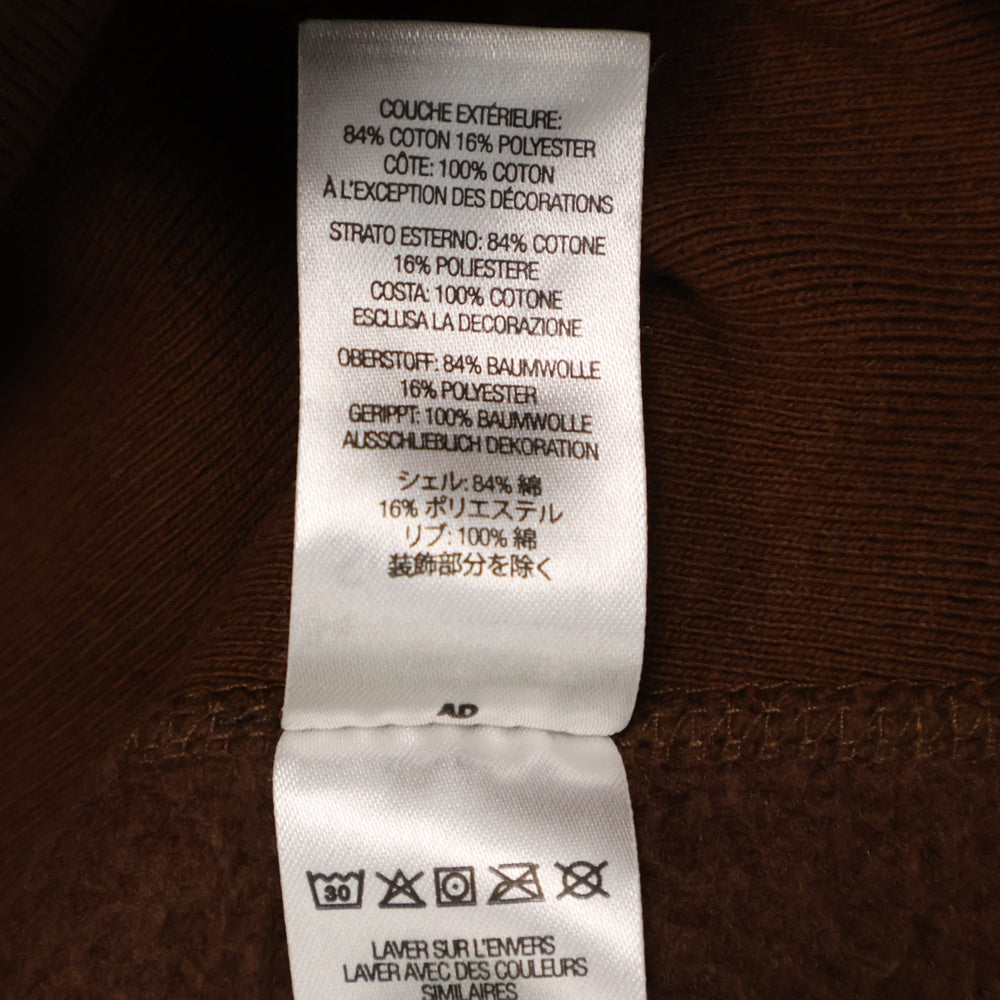 COUCHE EXTÉRIEURE:
84% COTON 16% POLYESTER
CÔTE: 100% COTON
À L'EXCEPTION DES DÉCORATIONS
STRATO ESTERNO: 84% COTONE
16% POLIESTERE
COSTA: 100% COTONE
ESCLUSA LA DECORAZIONE
OBERSTOFF: 84% BAUMWOLLE
16% POLYESTER
GERIPPT: 100% BAUMWOLLE
AUSSCHLIEBLICH DEKORATION
シェル: 84% 綿
16% ポリエステル
リブ: 100% 綿
装飾部分を除く
AD
30
LAVER SUR L'ENVERS
LAVER AVEC DES COULEURS
SIMILAIRES